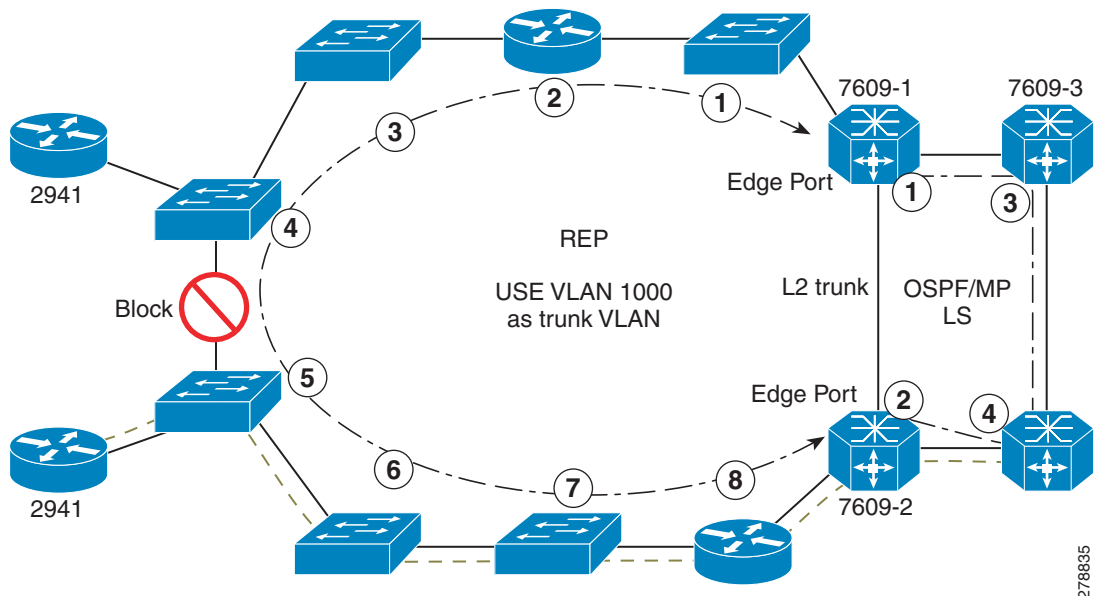 7609-1
7609-3
1
2
3
2941
Edge Port
1
3
4
REP
L2 trunk
OSPF/MP
LS
Block
USE VLAN 1000
as trunk VLAN
5
Edge Port
2
4
6
7
8
2941
7609-2
278835